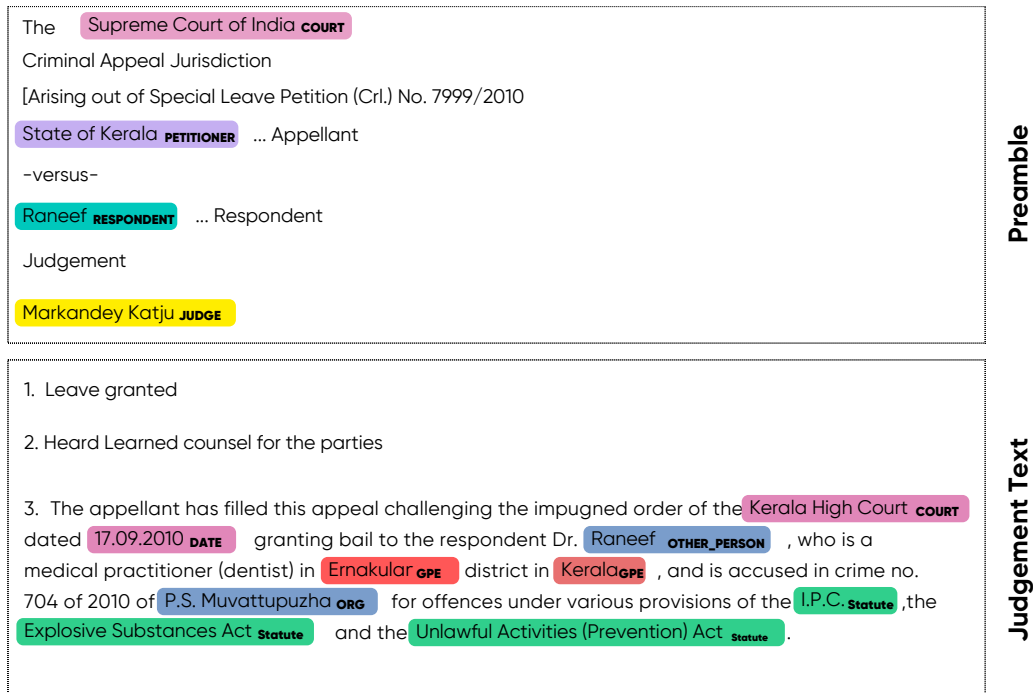 The Supreme Court of India COURT
Criminal Appeal Jurisdiction
[Arising out of Special Leave Petition (Crl.) No. 7999/2010
State of Kerala PETITIONER ... Appellant
-versus-
Raneef RESPONDENT ... Respondent
Judgement
Markandey Katju JUDGE
Preamble
1. Leave granted
2. Heard Learned counsel for the parties
3. The appellant has filled this appeal challenging the impugned order of the Kerala High Court COURT
dated 17.09.2010 DATE granting bail to the respondent Dr. Raneef OTHER_PERSON , who is a
medical practitioner (dentist) in Ernakular GPE district in Kerala GPE , and is accused in crime no.
704 of 2010 of P.S. Muvattupuzha ORG for offences under various provisions of the I.P.C. Statute ,the
Explosive Substances Act Statute and the Unlawful Activities (Prevention) Act Statute .
Judgement Text